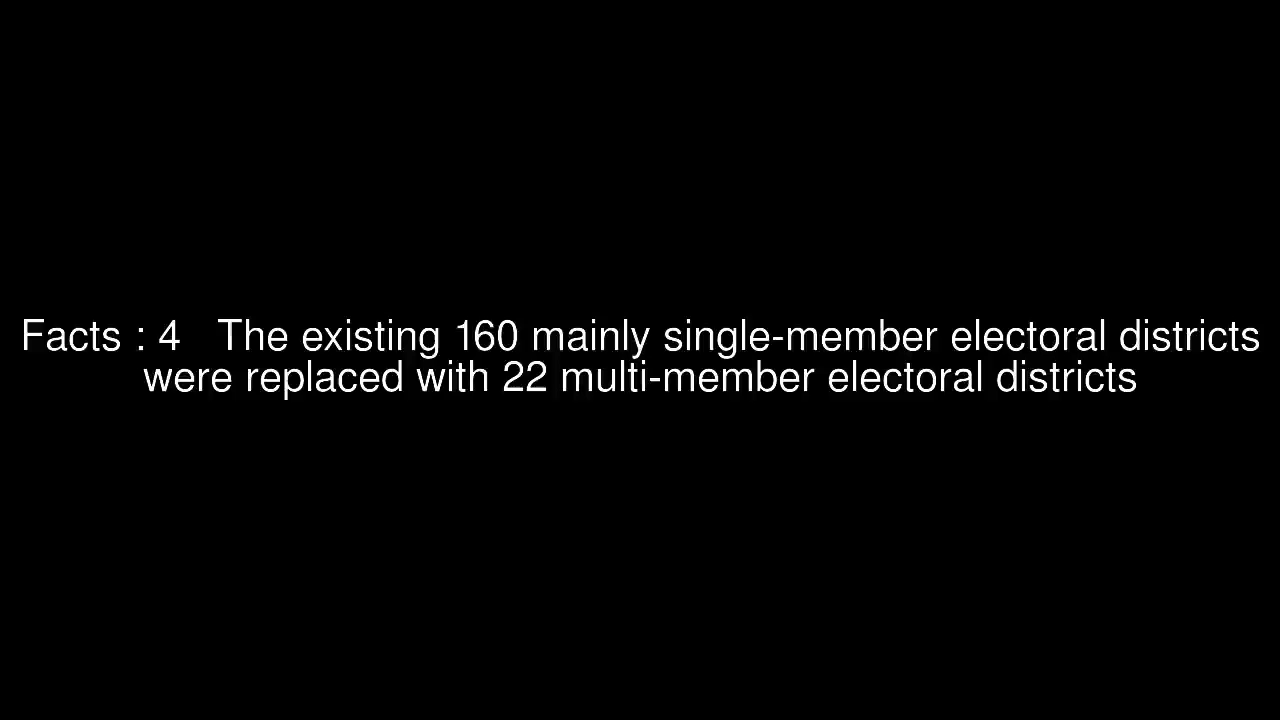 Facts : 4   The existing 160 mainly single-member electoral districts
were replaced with 22 multi-member electoral districts